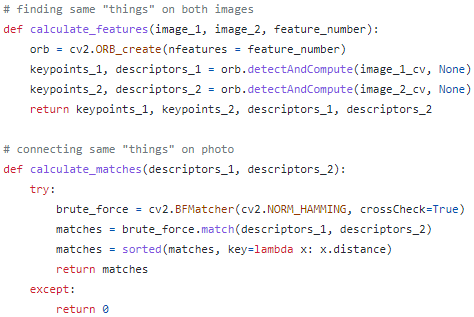 # finding same "things" on both images
def calculate_features(image_1, image_2, feature_number):
    orb = cv2.ORB_create(nfeatures = feature_number)
    keypoints_1, descriptors_1 = orb.detectAndCompute(image_1_cv, None)
    keypoints_2, descriptors_2 = orb.detectAndCompute(image_2_cv, None)
    return keypoints_1, keypoints_2, descriptors_1, descriptors_2

# connecting same "things" on photo
def calculate_matches(descriptors_1, descriptors_2):
    try:
        brute_force = cv2.BFMatcher(cv2.NORM_HAMMING, crossCheck=True)
        matches = brute_force.match(descriptors_1, descriptors_2)
        matches = sorted(matches, key=lambda x: x.distance)
        return matches
    except:
        return 0